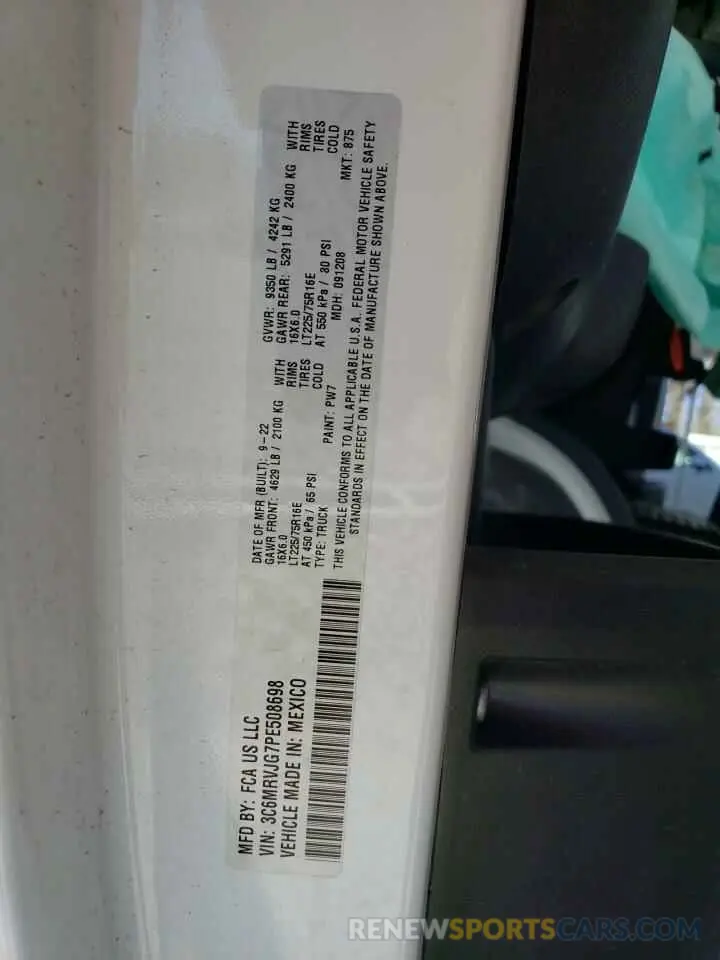 MFD BY: FCA US LLC
VIN: 3C6MRVJG7PE508698
VEHICLE MADE IN: MEXICO
DATE OF MFR (BUILT): 9-22 GVWR: 9350 LB / 4242 KG
GAWR FRONT: 4629 LB / 2100 KG WITH GAWR REAR: 5291 LB / 2400 KG WITH
16X6.0 RIMS 16X6.0 RIMS
LT225/75R16E TIRES LT225/75R16E TIRES
AT 450 kPa / 65 PSI COLD AT 550 kPa / 80 PSI COLD
TYPE: TRUCK PAINT: PW7 MDH: 091208 MKT: 875
THIS VEHICLE CONFORMS TO ALL APPLICABLE U.S.A. FEDERAL MOTOR VEHICLE SAFETY
STANDARDS IN EFFECT ON THE DATE OF MANUFACTURE SHOWN ABOVE.
RENEWSPORTSCARS.COM